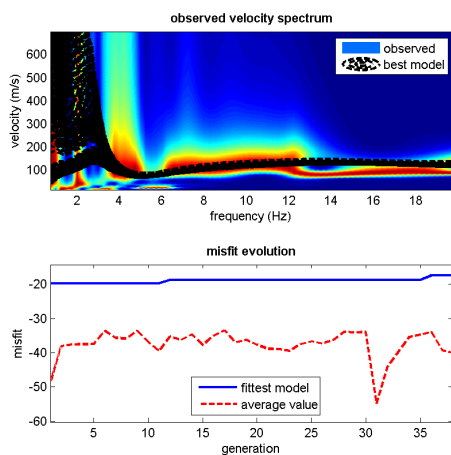 observed velocity spectrum
observed
best model
velocity (m/s)
700
600
500
400
300
200
100
2
4
6
8
10
12
14
16
18
frequency (Hz)
misfit evolution
misfit
-20
-30
-40
-50
-60
fittest model
average value
5
10
15
20
25
30
35
generation